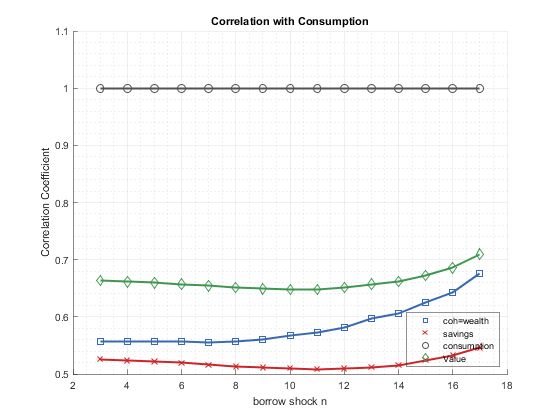 Correlation with Consumption
1.1
1
0.9
0.8
0.7
0.6
0.5
Correlation Coefficient
2 4 6 8 10 12 14 16 18
borrow shock n
coh=wealth
savings
consumption
Value